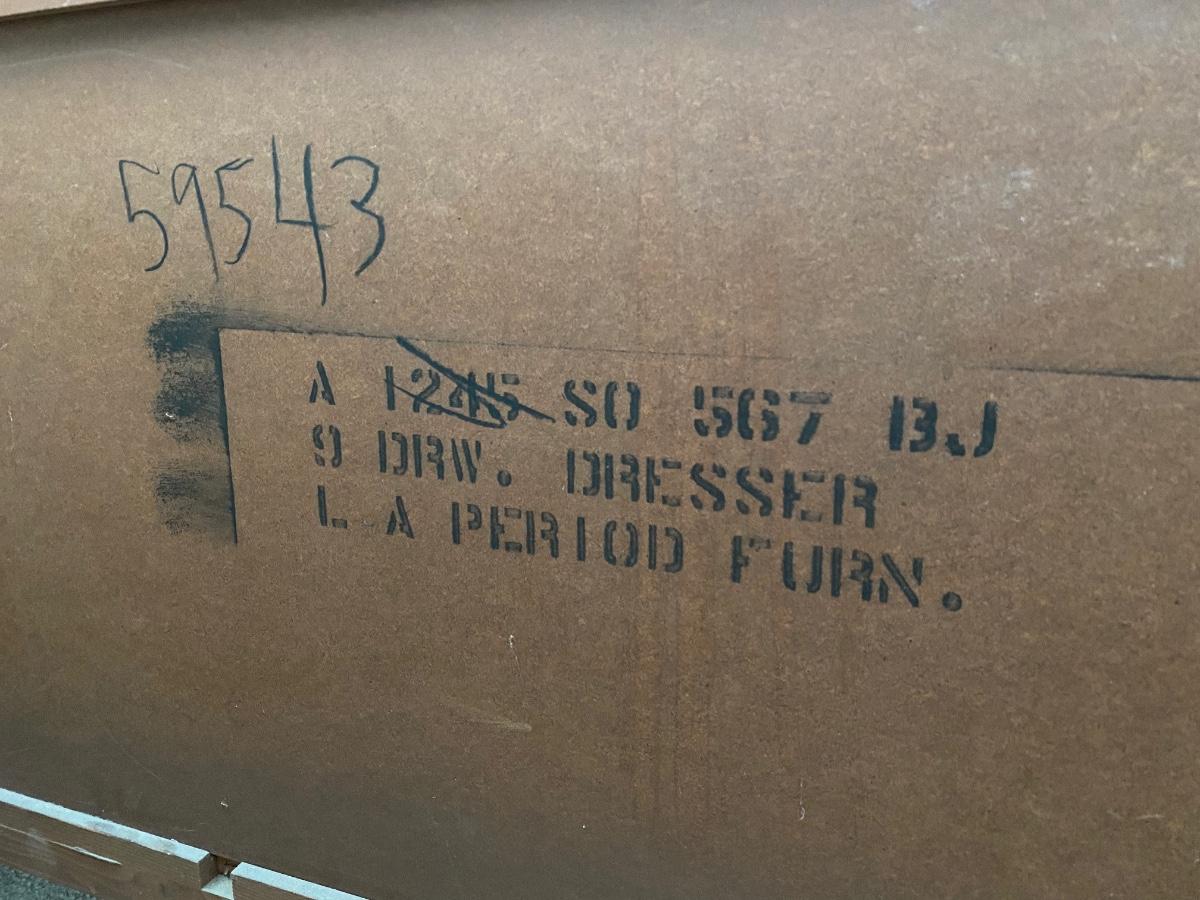 59543
A 1245 SO 567 BJ
9 DRW. DRESSER
L.A PERIOD FURN.